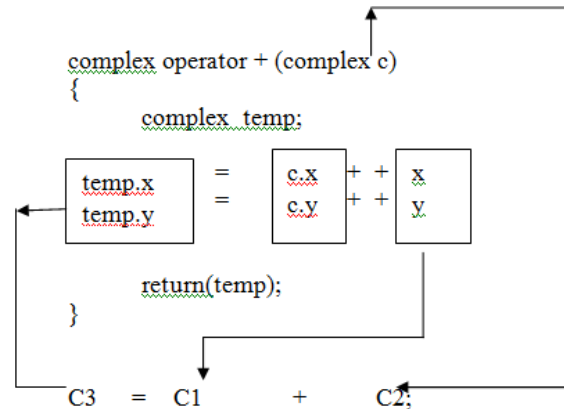 complex operator + (complex c)
{
complex temp;
temp.x = c.x + + x
temp.y = c.y + + y
return(temp);
}
C3 = C1 + C2;